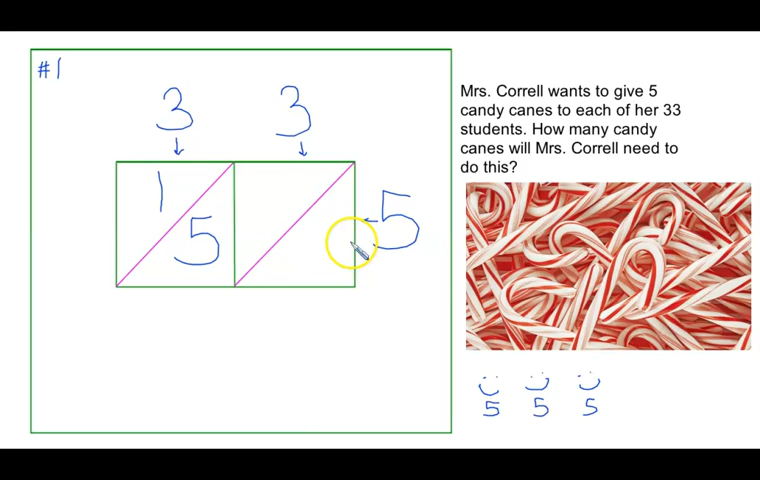 #1
3 3
1
5
5
Mrs. Correll wants to give 5
candy canes to each of her 33
students. How many candy
canes will Mrs. Correll need to
do this?
5 5 5